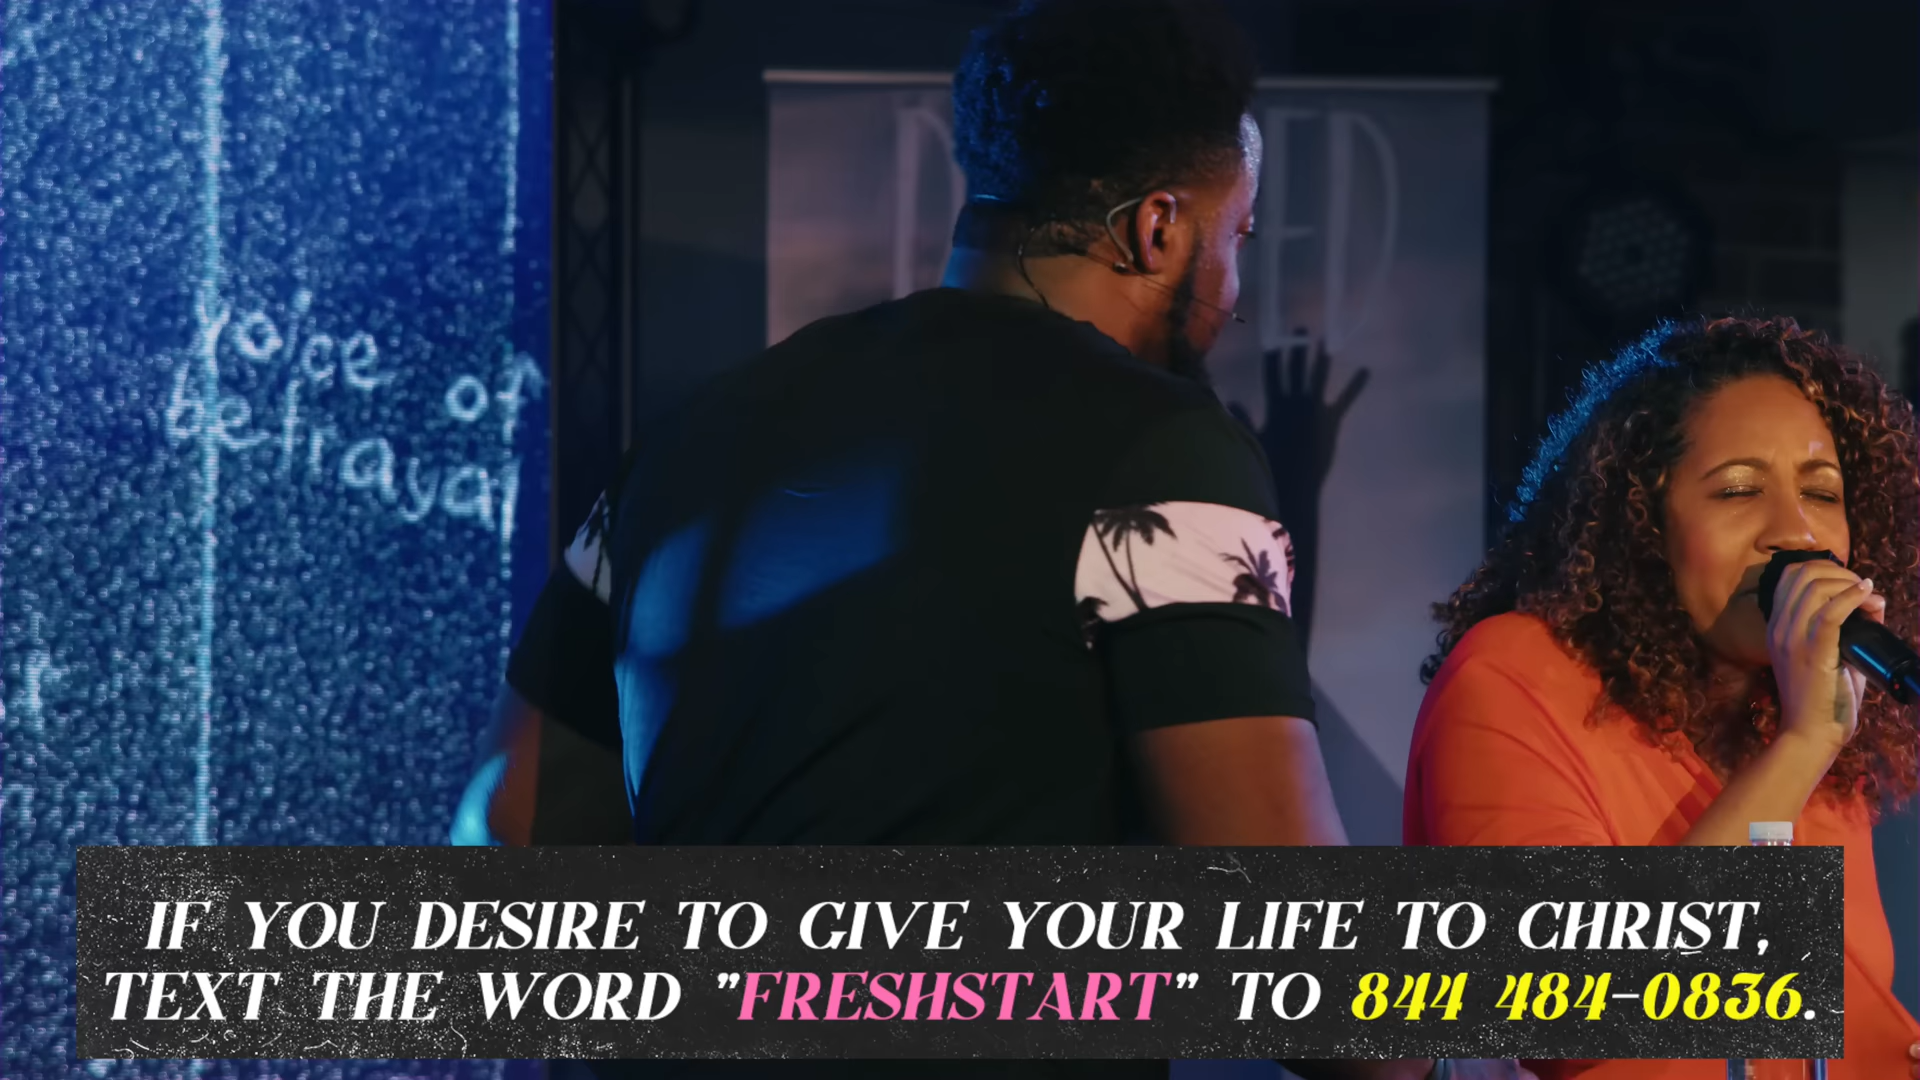 voice of
betrayal
IF YOU DESIRE TO GIVE YOUR LIFE TO CHRIST,
TEXT THE WORD "FRESHSTART" TO 844 484-0836.